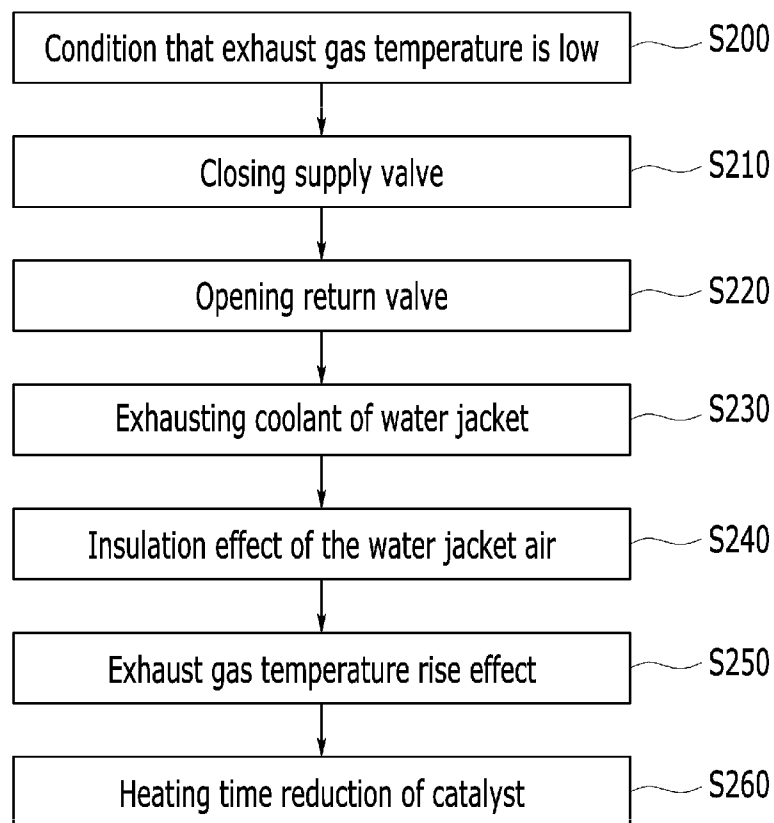 Condition that exhaust gas temperature is low S200
Closing supply valve S210
Opening return valve S220
Exhausting coolant of water jacket S230
Insulation effect of the water jacket air S240
Exhaust gas temperature rise effect S250
Heating time reduction of catalyst S260